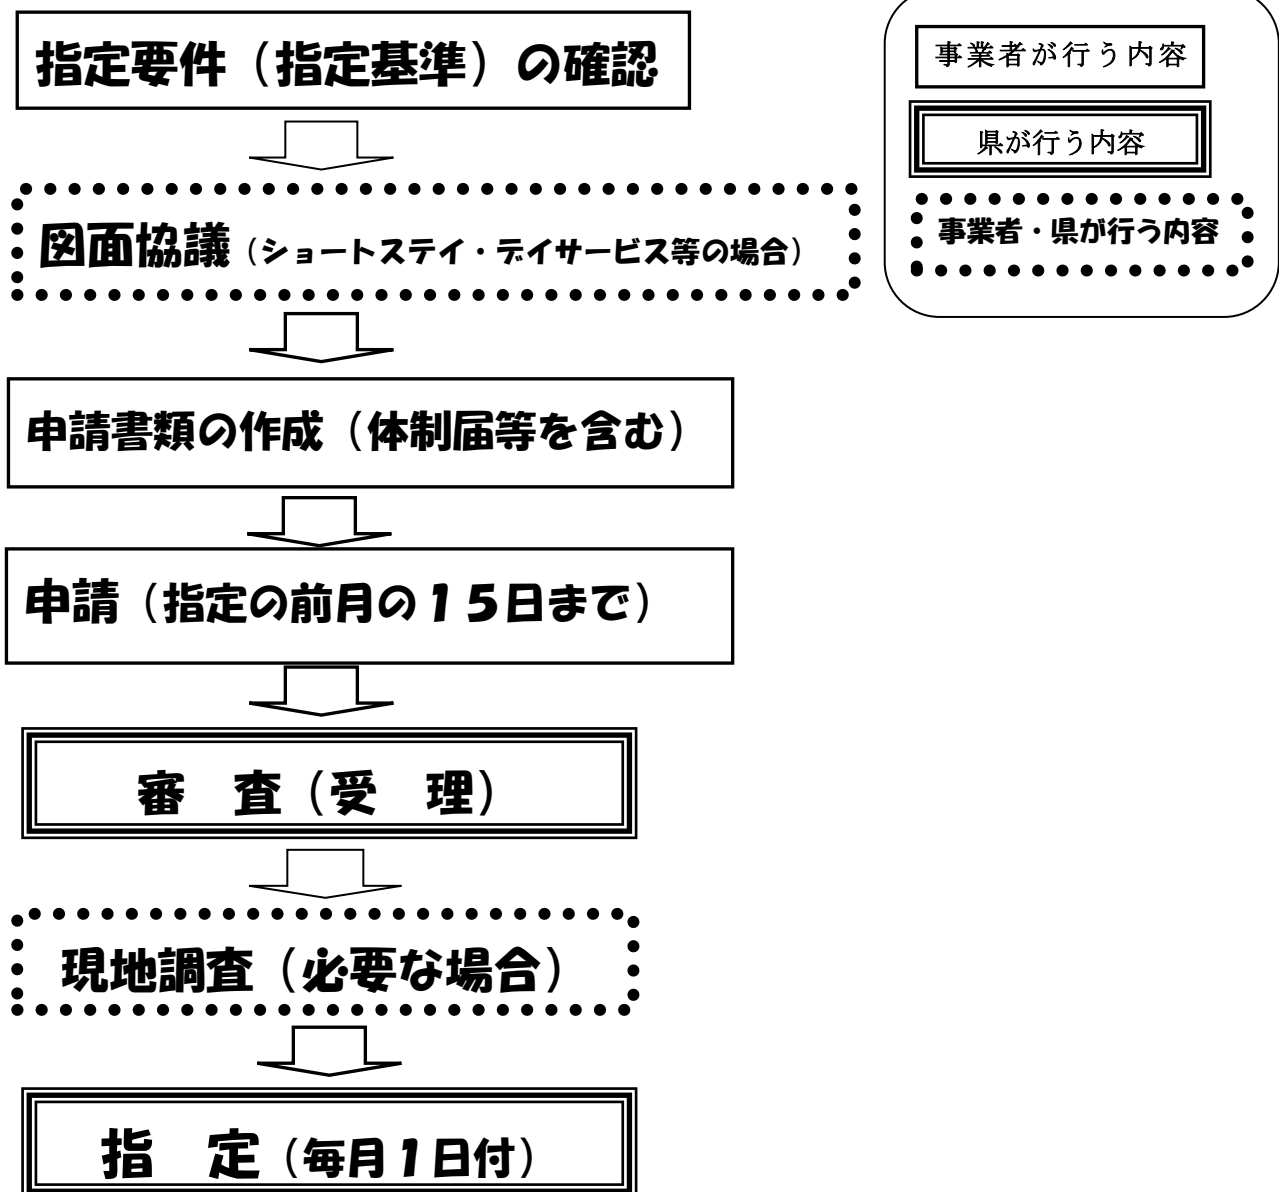 指定要件（指定基準）の確認
図面協議（ショートステイ・デイサービス等の場合）
申請書類の作成（体制届等を含む）
申請（指定の前月の１５日まで）
審　査（受　理）
現地調査（必要な場合）
指　定（毎月１日付）
事業者が行う内容
県が行う内容
事業者・県が行う内容